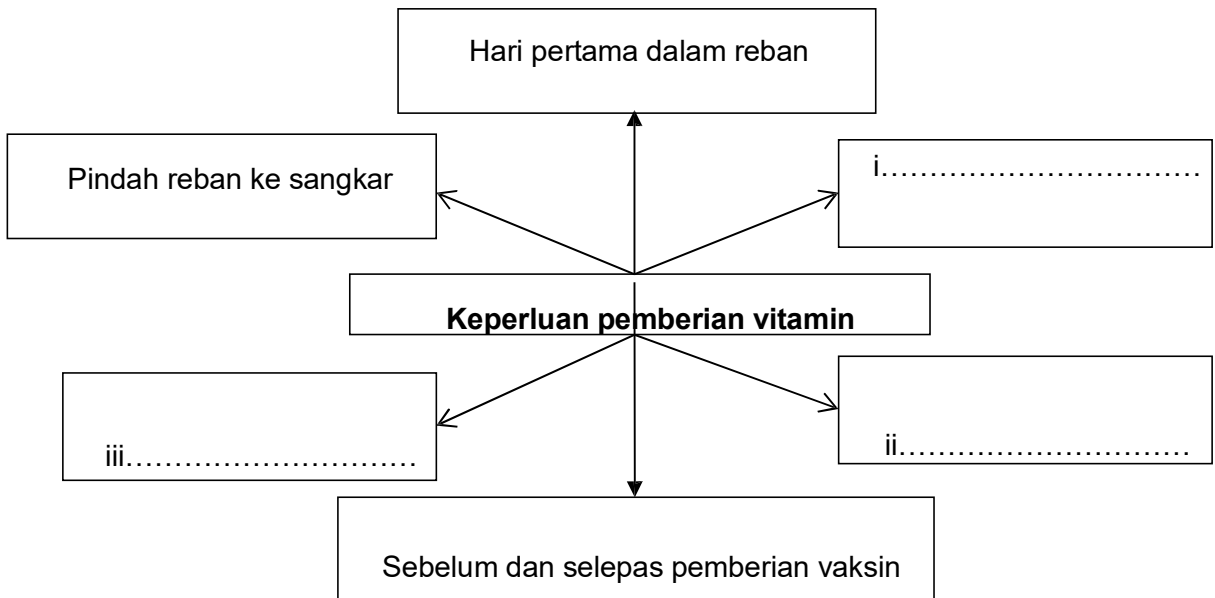 Hari pertama dalam reban
Pindah reban ke sangkar
i……………………………
Keperluan pemberian vitamin
iii…………………………
ii…………………………
Sebelum dan selepas pemberian vaksin